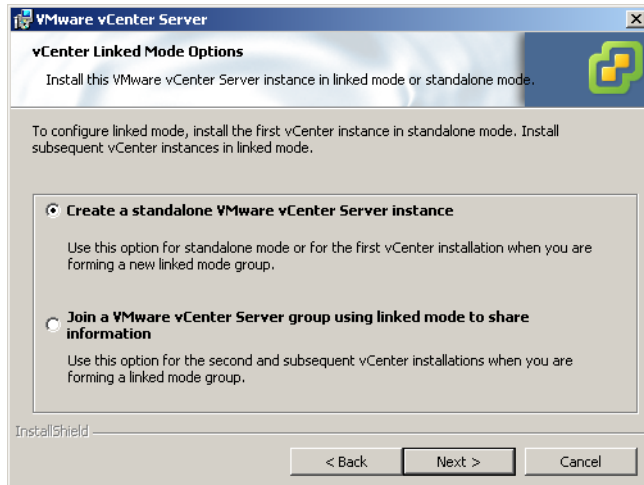 VMware vCenter Server
vCenter Linked Mode Options
Install this VMware vCenter Server instance in linked mode or standalone mode.
To configure linked mode, install the first vCenter instance in standalone mode. Install
subsequent vCenter instances in linked mode.
Create a standalone VMware vCenter Server instance
Use this option for standalone mode or for the first vCenter installation when you are
forming a new linked mode group.
Join a VMware vCenter Server group using linked mode to share
information
Use this option for the second and subsequent vCenter installations when you are
forming a linked mode group.
InstallShield
< Back Next > Cancel